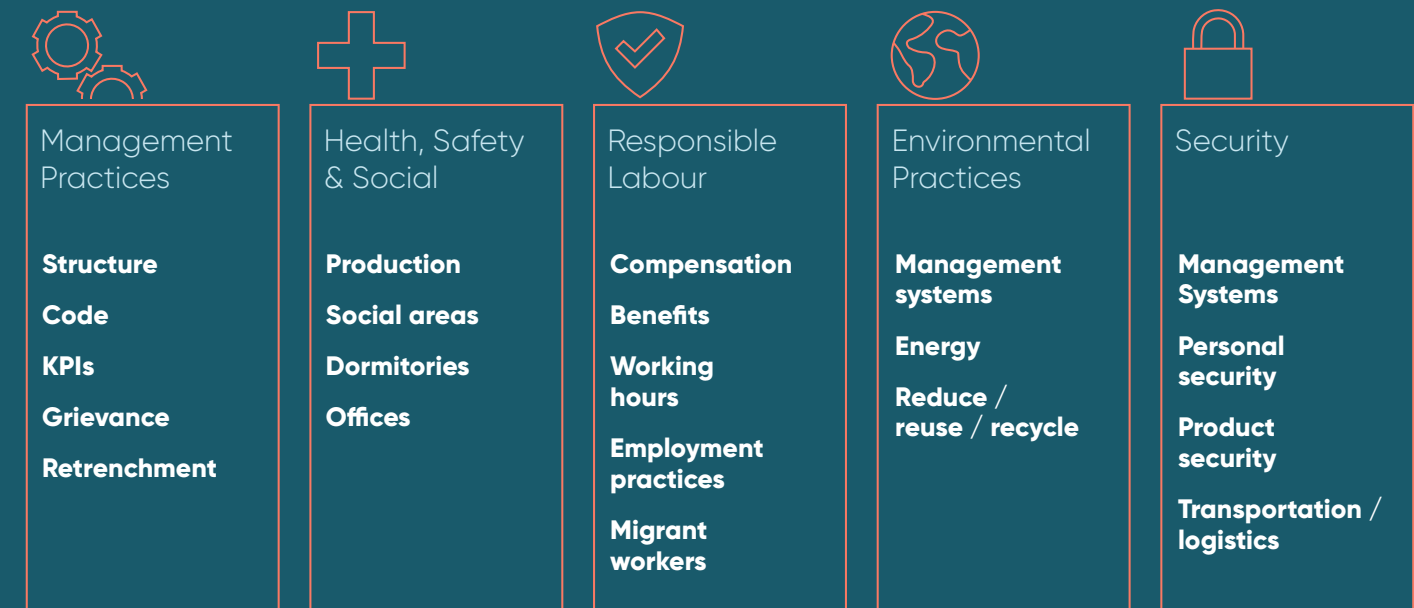 Management
Practices
Structure
Code
KPIs
Grievance
Retrenchment
Health, Safety
& Social
Production
Social areas
Dormitories
Offices
Responsible
Labour
Compensation
Benefits
Working
hours
Employment
practices
Migrant
workers
Environmental
Practices
Management
systems
Energy
Reduce /
reuse / recycle
Security
Management
Systems
Personal
security
Product
security
Transportation /
logistics